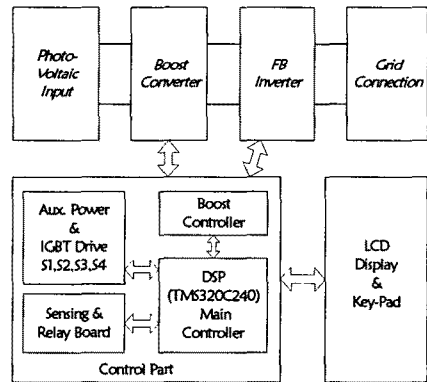 Photo-
Voltaic
Input
Boost
Converter
FB
Inverter
Grid
Connection
Aux. Power
&
IGBT Drive
S1,S2,S3,S4
Boost
Controller
DSP
(TMS320C240)
Main
Controller
Sensing &
Relay Board
Control Part
LCD
Display
&
Key-Pad